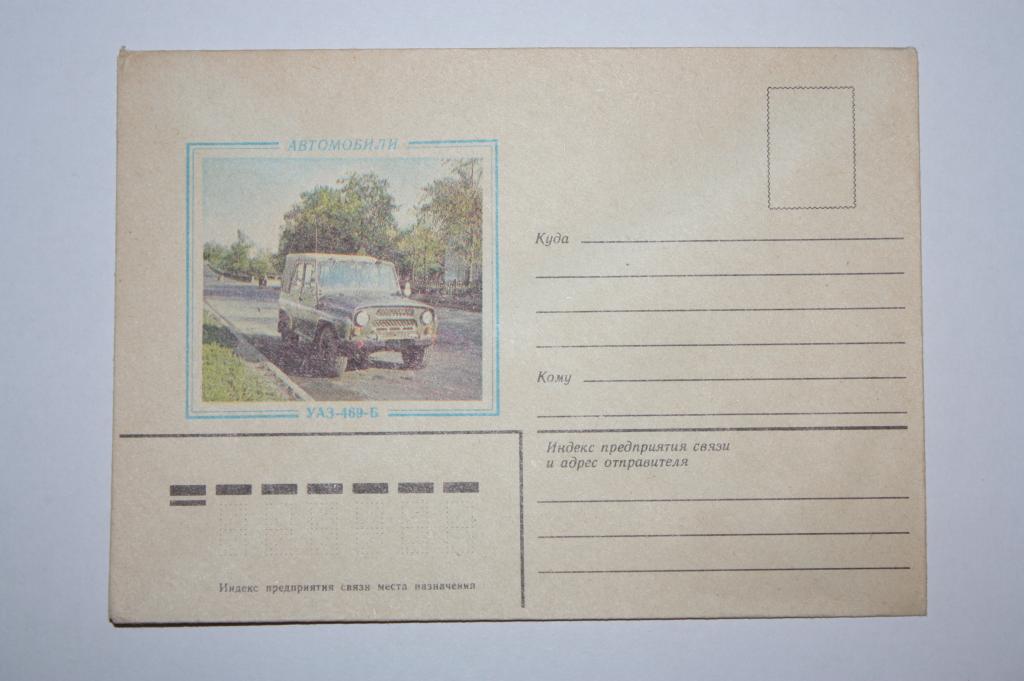 АВТОМОБИЛИ
УАЗ-469-Б
Куда
Кому
Индекс предприятия связи
и адрес отправителя
Индекс предприятия связи места назначения